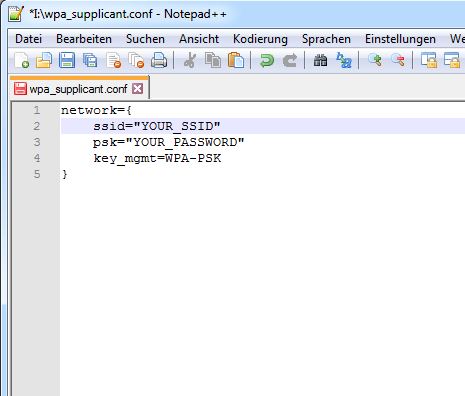 *I:\wpa_supplicant.conf - Notepad++
Datei Bearbeiten Suchen Ansicht Kodierung Sprachen Einstellungen We
wpa_supplicant.conf
1 network={
2 ssid="YOUR_SSID"
3 psk="YOUR_PASSWORD"
4 key_mgmt=WPA-PSK
5 }